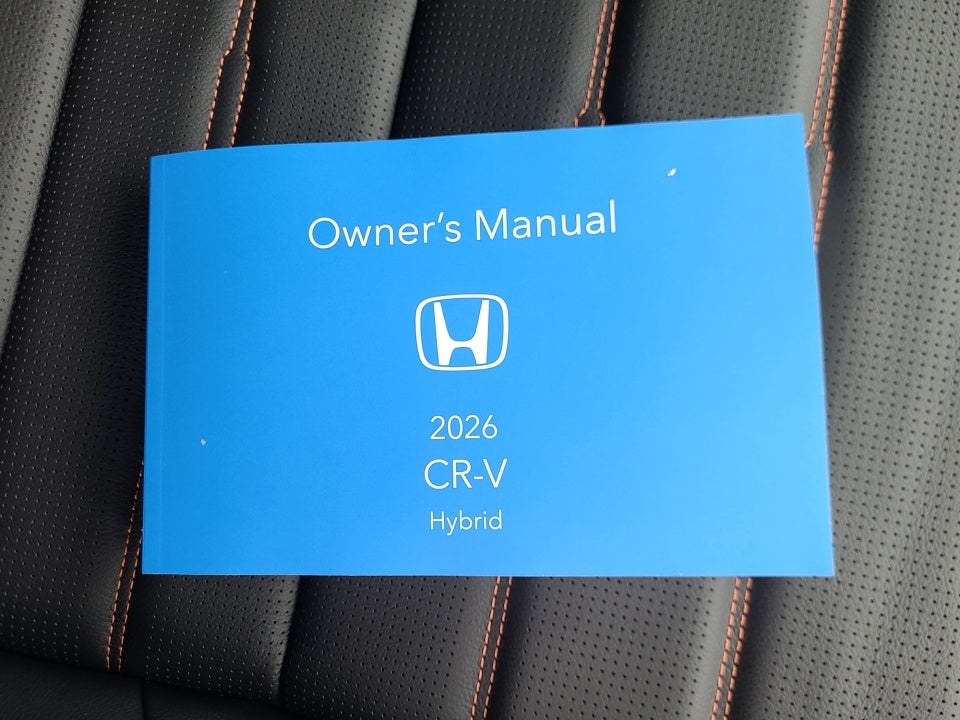 Owner's Manual
2026
CR-V
Hybrid